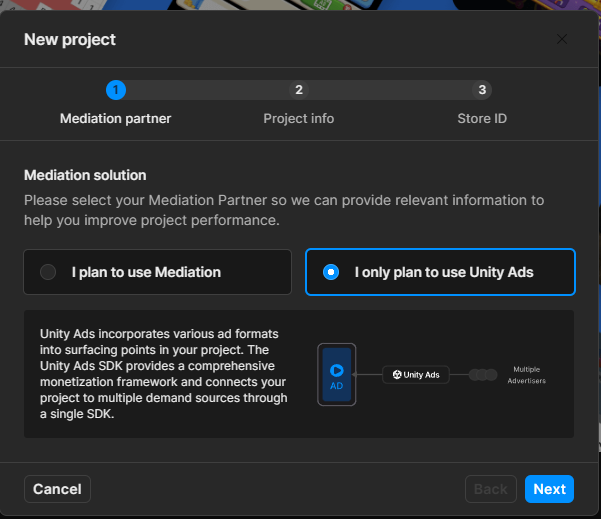 New project
1
2
3
Mediation partner
Project info
Store ID
Mediation solution
Please select your Mediation Partner so we can provide relevant information to
help you improve project performance.
I plan to use Mediation
I only plan to use Unity Ads
Unity Ads incorporates various ad formats
into surfacing points in your project. The
Unity Ads SDK provides a comprehensive
monetization framework and connects your
project to multiple demand sources through
a single SDK.
AD
Unity Ads
Multiple
Advertisers
Cancel
Back
Next